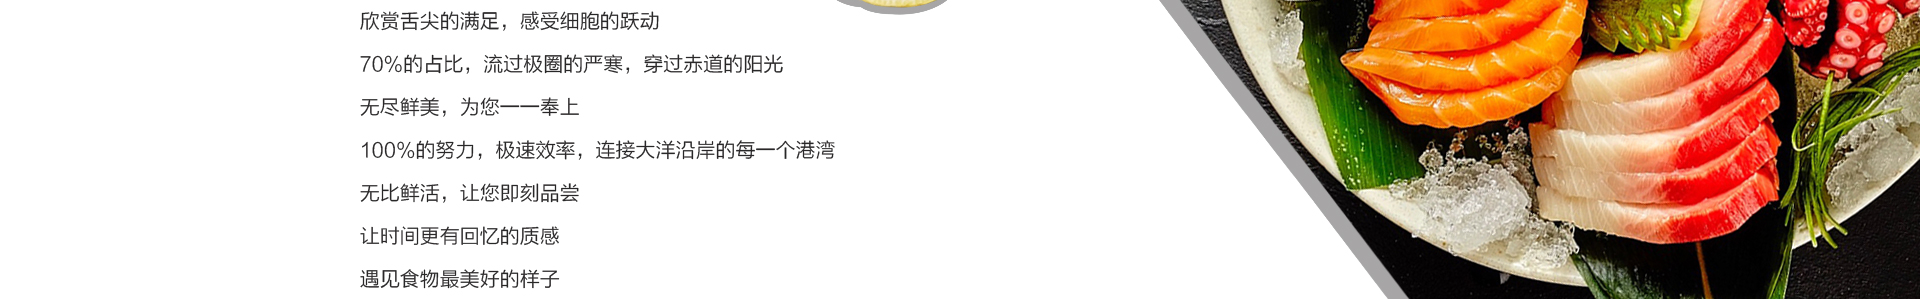 欣赏舌尖的满足，感受细胞的跃动
70%的占比，流过极圈的严寒，穿过赤道的阳光
无尽鲜美，为您一一奉上
100%的努力，极速效率，连接大洋沿岸的每一个港湾
无比鲜活，让您即刻品尝
让时间更有回忆的质感
遇见食物最美好的样子